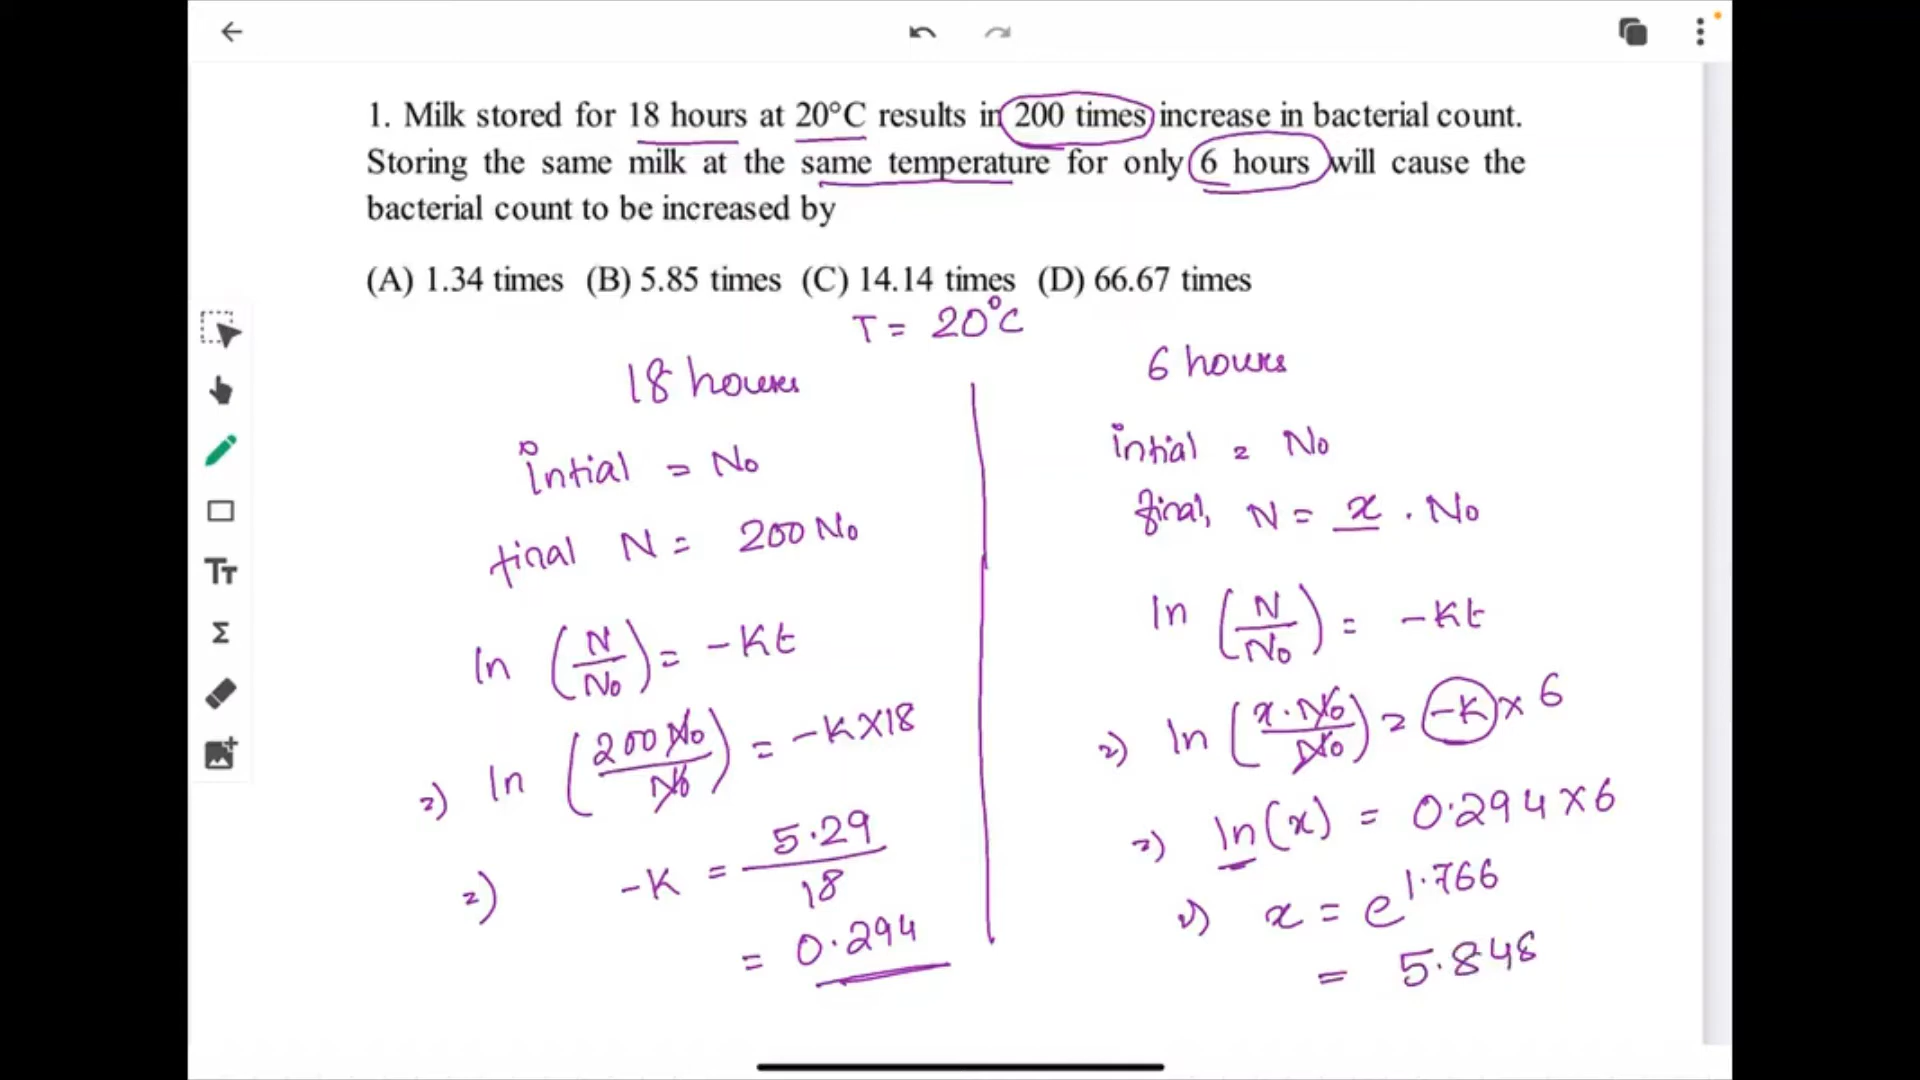 1. Milk stored for 18 hours at 20°C results in 200 times increase in bacterial count.
Storing the same milk at the same temperature for only 6 hours will cause the
bacterial count to be increased by
(A) 1.34 times (B) 5.85 times (C) 14.14 times (D) 66.67 times
T = 20°C
18 hours
intial = No
final N = 200 No
ln (N/No) = -Kt
=) ln (200 No/No) = -K×18
=) -K = 5.29/18
= 0.294
6 hours
intial = No
final, N = x . No
ln (N/No) = -Kt
=) ln (x.No/No) = -K × 6
=) ln(x) = 0.294×6
=) x = e^1.766
= 5.848
Tт
Σ